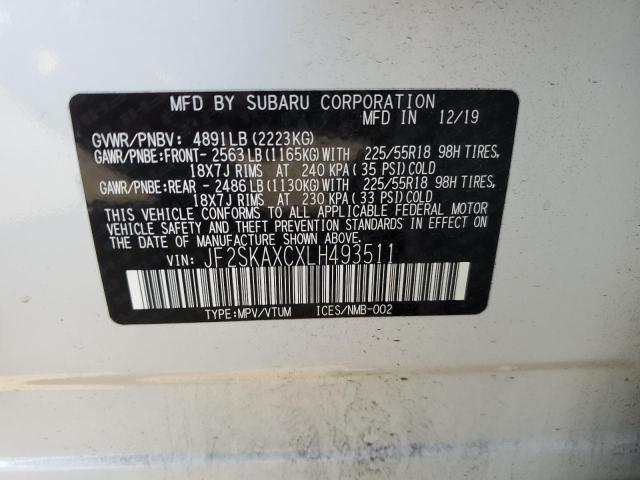 MFD BY SUBARU CORPORATION
MFD IN 12/19
GVWR/PNBV: 4891LB (2223KG)
GAWR/PNBE:FRONT- 2563LB(1165KG)WITH 225/55R18 98H TIRES,
18X7J RIMS AT 240 KPA(35 PSI)COLD
GAWR/PNBE:REAR - 2486LB(1130KG)WITH 225/55R18 98H TIRES,
18X7J RIMS AT 230 KPA(33 PSI)COLD
THIS VEHICLE CONFORMS TO ALL APPLICABLE FEDERAL MOTOR
VEHICLE SAFETY AND THEFT PREVENTION STANDARDS IN EFFECT
ON THE DATE OF MANUFACTURE SHOWN ABOVE.
VIN: JF2SKAXCXLH493511
TYPE:MPV/VTUM ICES/NMB-002